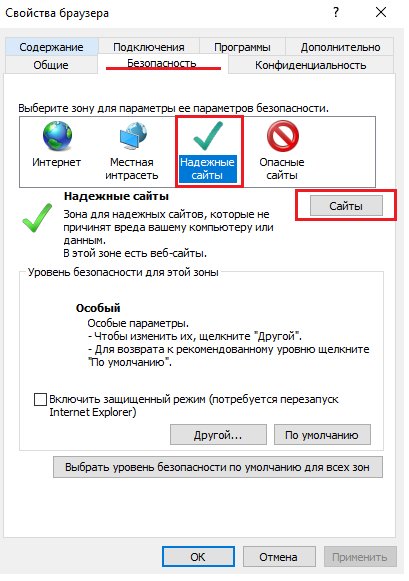 Свойства браузера
Содержание Подключения Программы Дополнительно
Общие Безопасность Конфиденциальность
Выберите зону для параметры ее параметров безопасности.
Интернет Местная интрасеть Надежные сайты Опасные сайты
Надежные сайты Сайты
Зона для надежных сайтов, которые не
причинят вреда вашему компьютеру или
данным.
В этой зоне есть веб-сайты.
Уровень безопасности для этой зоны
Особый
Особые параметры.
- Чтобы изменить их, щелкните "Другой".
- Для возврата к рекомендованному уровню щелкните
"По умолчанию".
Включить защищенный режим (потребуется перезапуск
Internet Explorer)
Другой... По умолчанию
Выбрать уровень безопасности по умолчанию для всех зон
ОК Отмена Применить